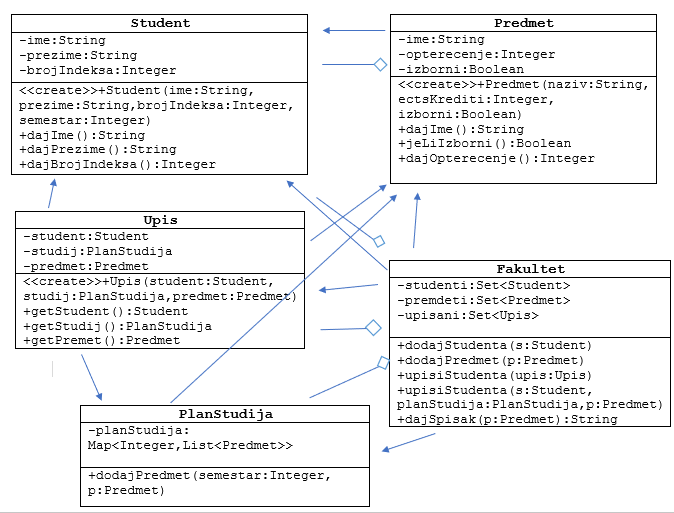 Student
-ime:String
-prezime:String
-brojIndeksa:Integer
<<create>>+Student(ime:String,
prezime:String,brojIndeksa:Integer,
semestar:Integer)
+dajIme():String
+dajPrezime():String
+dajBrojIndeksa():Integer
Predmet
-ime:String
-opterecenje:Integer
-izborni:Boolean
<<create>>+Predmet(naziv:String,
ectsKrediti:Integer,
izborni:Boolean)
+dajIme():String
+jeLiIzborni():Boolean
+dajOpterecenje():Integer
Upis
-student:Student
-studij:PlanStudija
-predmet:Predmet
<<create>>+Upis(student:Student,
studij:PlanStudija,predmet:Predmet)
+getStudent():Student
+getStudij():PlanStudija
+getPremet():Predmet
Fakultet
-studenti:Set<Student>
-premdeti:Set<Predmet>
-upisani:Set<Upis>
+dodajStudenta(s:Student)
+dodajPredmet(p:Predmet)
+upisiStudenta(upis:Upis)
+upisiStudenta(s:Student,
planStudija:PlanStudija,p:Predmet)
+dajSpisak(p:Predmet):String
PlanStudija
-planStudija:
Map<Integer,List<Predmet>>
+dodajPredmet(semestar:Integer,
p:Predmet)